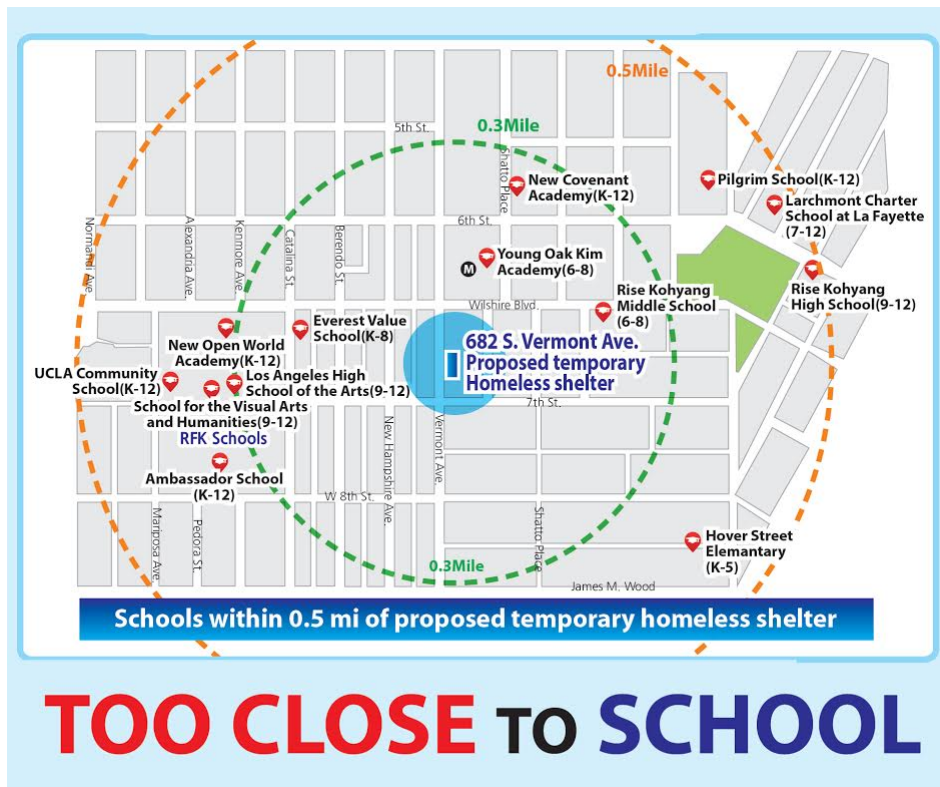 0.5Mile
0.3Mile
5th St.
Shatto Place
New Covenant
Academy(K-12)
Pilgrim School(K-12)
Larchmont Charter
School at La Fayette
(7-12)
Normandi Ave.
Alexandria Ave.
Kenmore Ave.
Catalina St.
Berendo St.
6th St.
M
Young Oak Kim
Academy(6-8)
Rise Kohyang
High School(9-12)
Wilshire Blvd.
Rise Kohyang
Middle School
(6-8)
Everest Value
School(K-8)
New Open World
Academy(K-12)
682 S. Vermont Ave.
Proposed temporary
Homeless shelter
UCLA Community
School(K-12)
Los Angeles High
School of the Arts(9-12)
School for the Visual Arts
and Humanities(9-12)
RFK Schools
7th St.
New Hampshire Ave.
Vermont Ave.
Ambassador School
(K-12)
W 8th St.
Mariposa Ave.
Pedora St.
Shatto Place
Hover Street
Elemantary
(K-5)
0.3Mile
James M. Wood
Schools within 0.5 mi of proposed temporary homeless shelter
TOO CLOSE TO SCHOOL